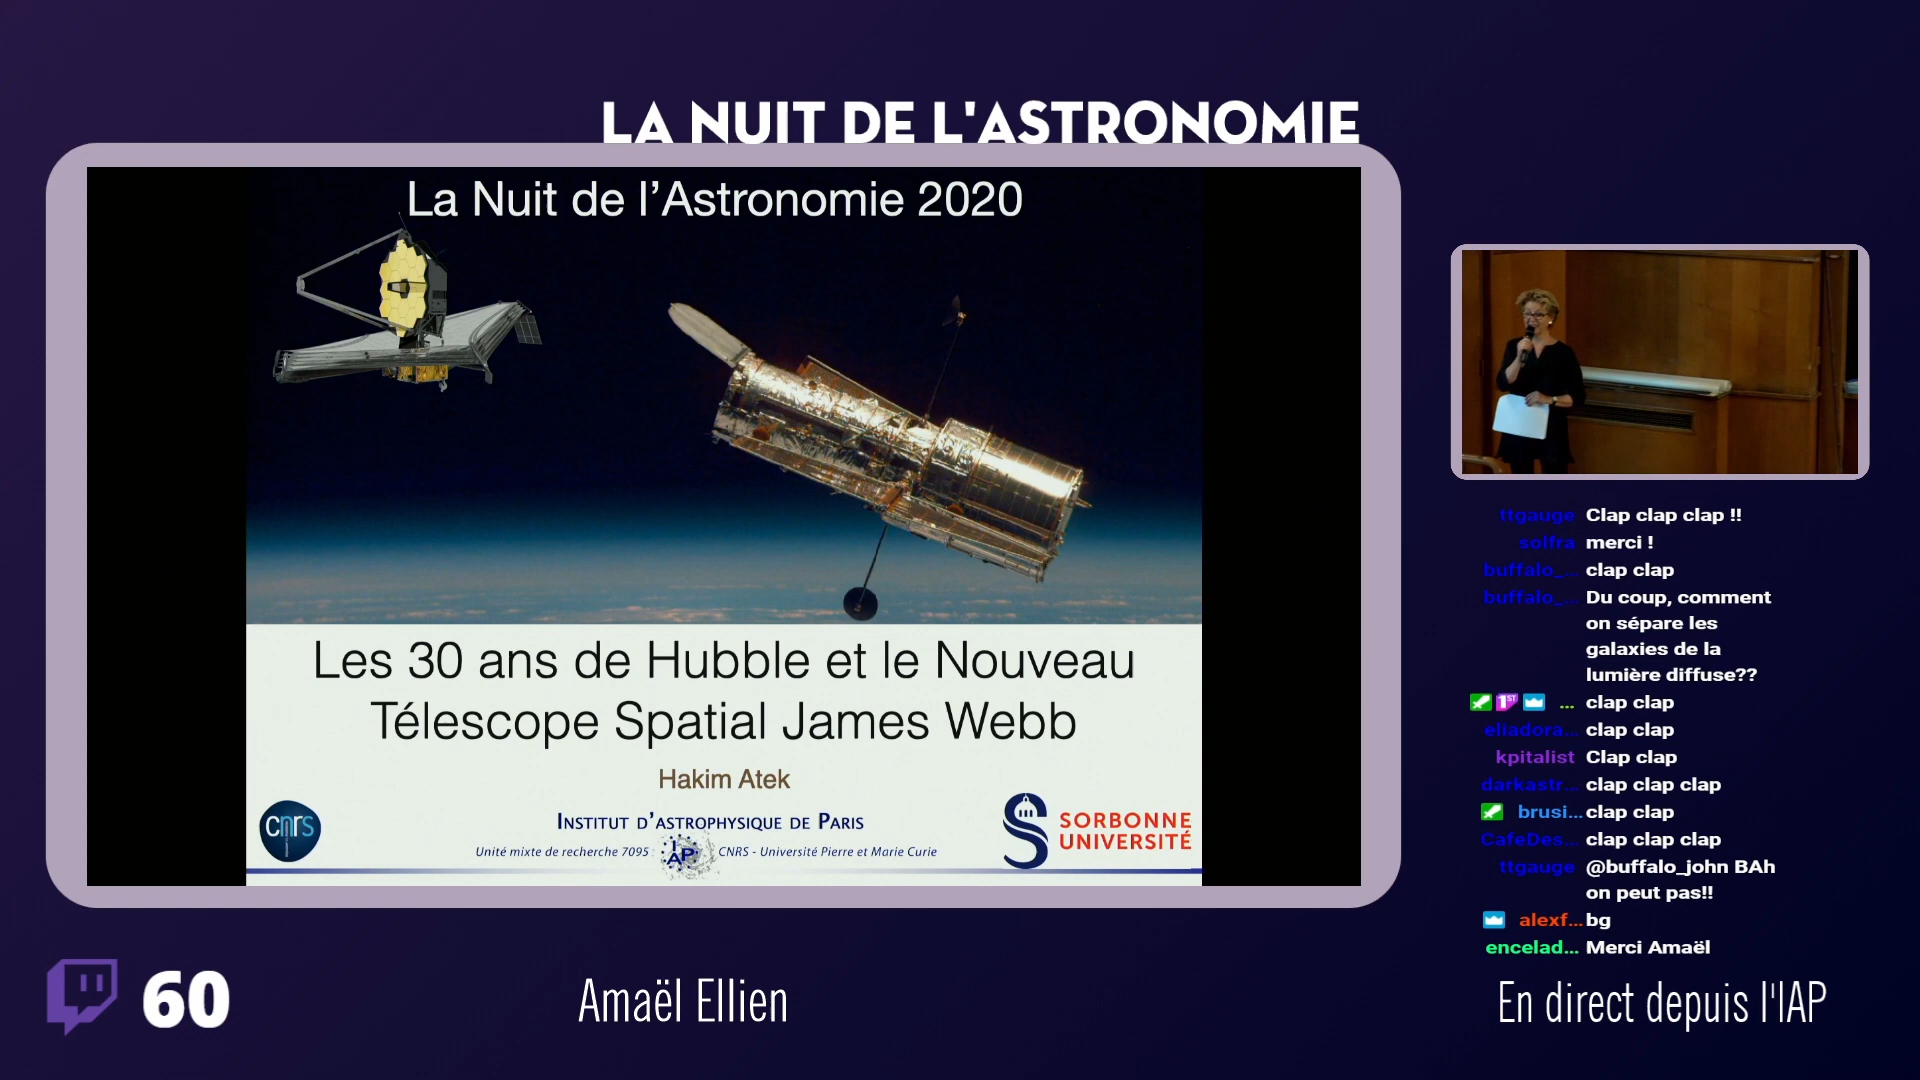 LA NUIT DE L'ASTRONOMIE
La Nuit de l'Astronomie 2020
Les 30 ans de Hubble et le Nouveau
Télescope Spatial James Webb
Hakim Atek
cnrs
INSTITUT D'ASTROPHYSIQUE DE PARIS
Unité mixte de recherche 7095
IAP
CNRS - Université Pierre et Marie Curie
SORBONNE
UNIVERSITÉ
ttgauge Clap clap clap !!
solfra merci !
buffalo_... clap clap
buffalo_... Du coup, comment
on sépare les
galaxies de la
lumière diffuse??
1ST ... clap clap
eliadora... clap clap
kpitalist Clap clap
darkastr... clap clap clap
brusi... clap clap
CafeDes... clap clap clap
ttgauge @buffalo_john BAh
on peut pas!!
alexf... bg
encelad... Merci Amaël
60
Amaël Ellien
En direct depuis l'IAP